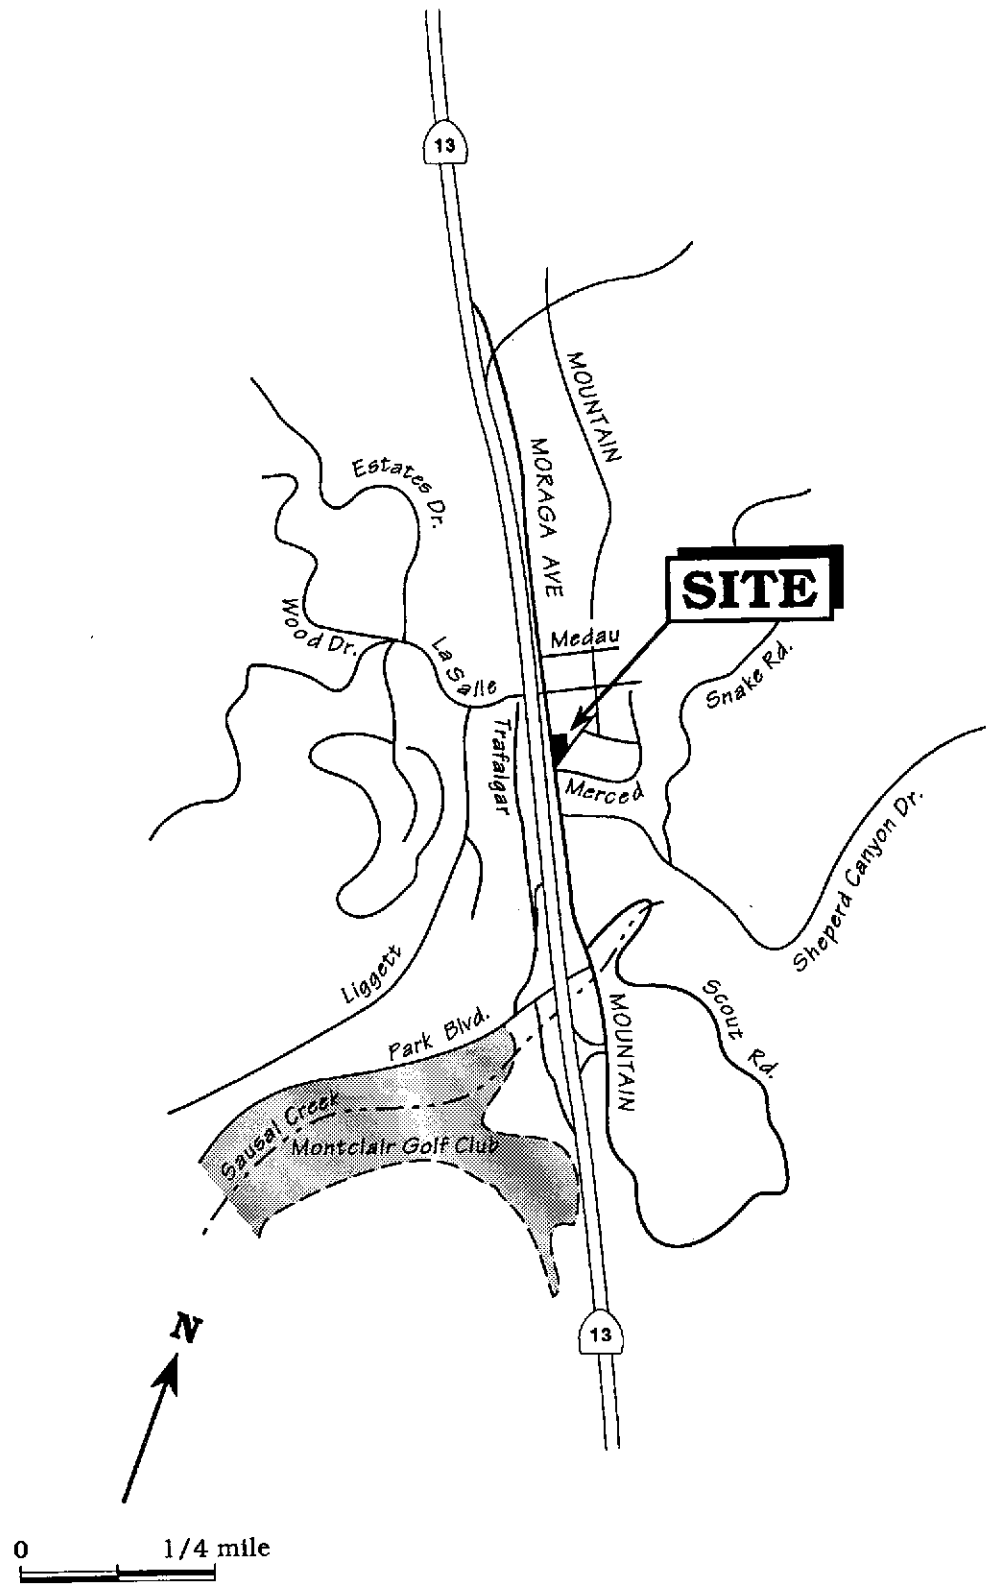 13
MOUNTAIN
MORAGA AVE
Estates Dr.
SITE
Wood Dr.
Medau
La Salle
Snake Rd.
Trafalgar
Merced
Sheperd Canyon Dr.
Liggett
Scout Rd.
Park Blvd.
MOUNTAIN
Sausal Creek
Montclair Golf Club
N
13
0 1/4 mile